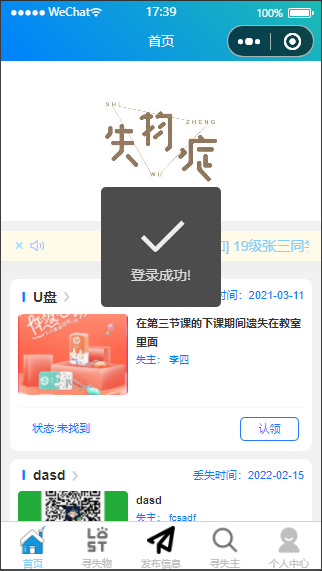 WeChat 17:39 100%
首页
SHI ZHENG
失物症
WU
知] 19级张三同学
登录成功!
U盘
时间：2021-03-11
在第三节课的下课期间遗失在教室里面
失主： 李四
状态:未找到
认领
dasd
丢失时间：2022-02-15
dasd
失主： fcsadf
首页 寻失物 发布信息 寻失主 个人中心
LOST